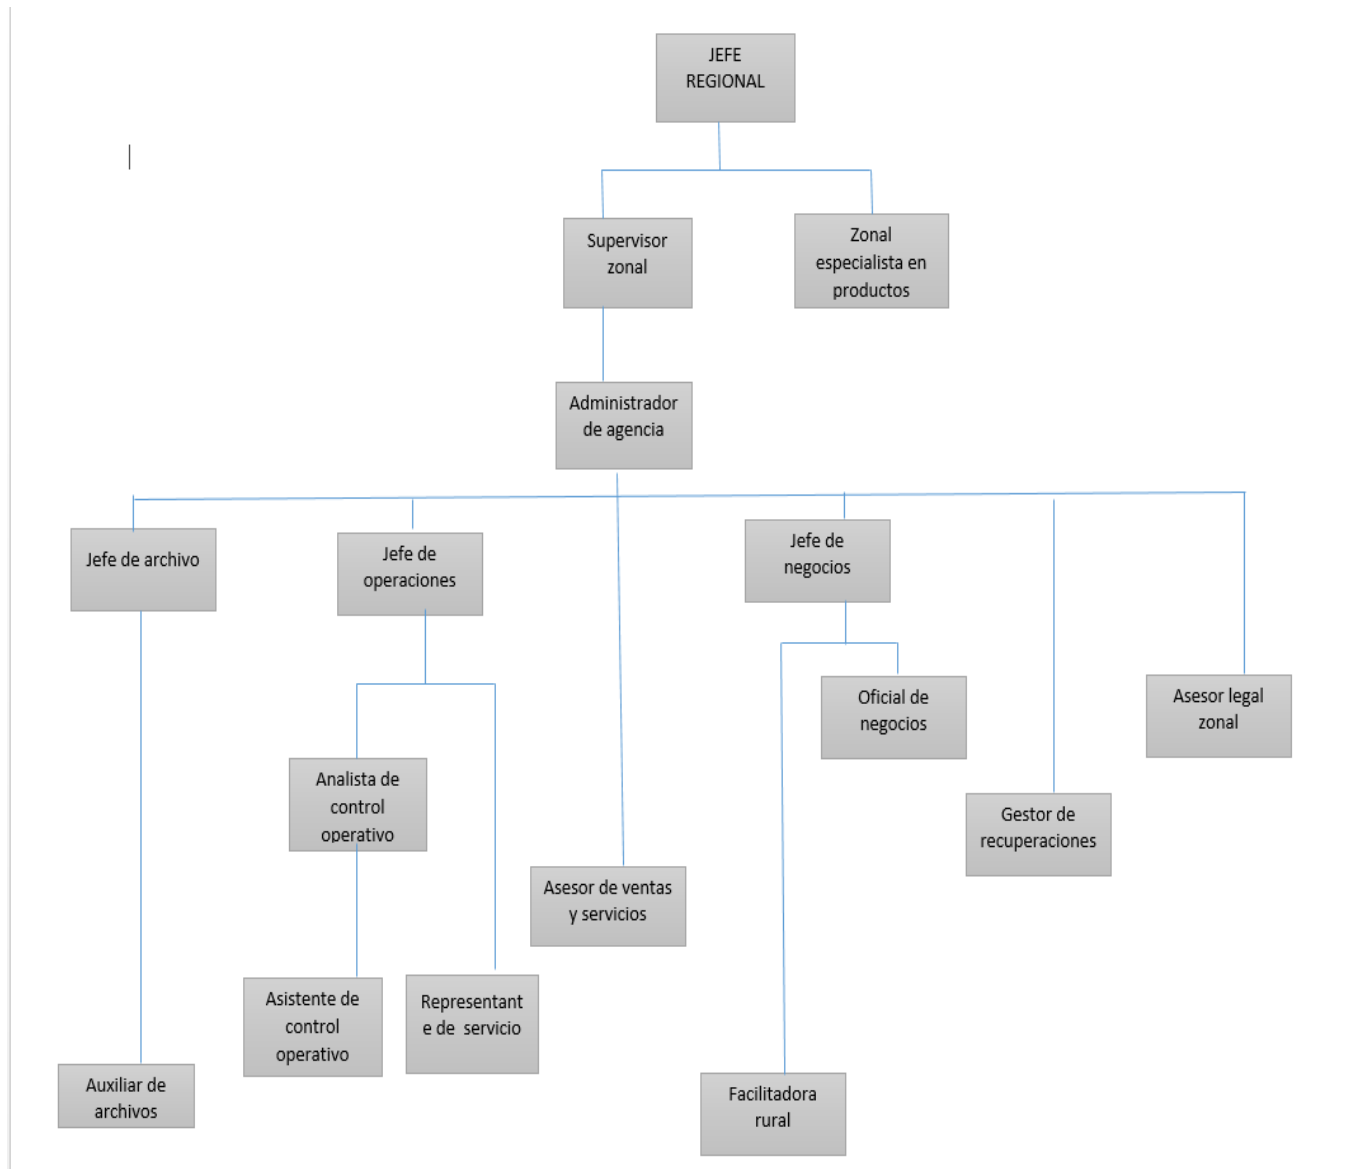 JEFE
REGIONAL
Supervisor
zonal
Zonal
especialista en
productos
Administrador
de agencia
Jefe de archivo
Jefe de
operaciones
Jefe de
negocios
Oficial de
negocios
Asesor legal
zonal
Analista de
control
operativo
Gestor de
recuperaciones
Asesor de ventas
y servicios
Asistente de
control
operativo
Representant
e de servicio
Auxiliar de
archivos
Facilitadora
rural